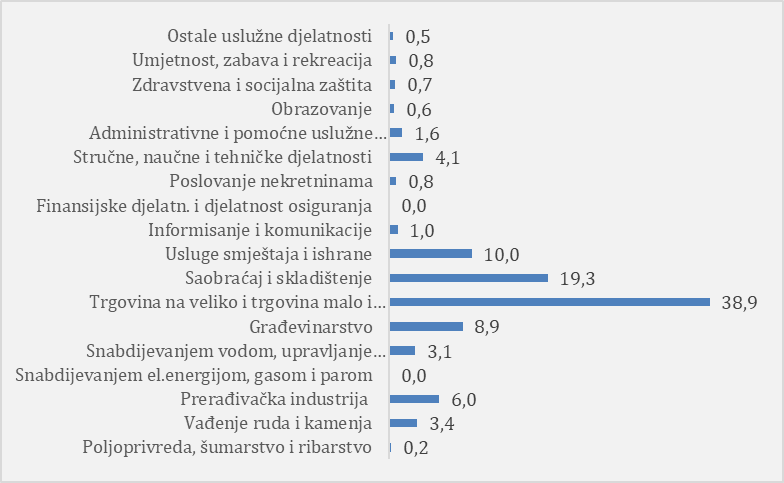 Ostale uslužne djelatnosti 0,5
Umjetnost, zabava i rekreacija 0,8
Zdravstvena i socijalna zaštita 0,7
Obrazovanje 0,6
Administrativne i pomoćne uslužne... 1,6
Stručne, naučne i tehničke djelatnosti 4,1
Poslovanje nekretninama 0,8
Finansijske djelatn. i djelatnost osiguranja 0,0
Informisanje i komunikacije 1,0
Usluge smještaja i ishrane 10,0
Saobraćaj i skladištenje 19,3
Trgovina na veliko i trgovina malo i... 38,9
Građevinarstvo 8,9
Snabdijevanjem vodom, upravljanje... 3,1
Snabdijevanjem el.energijom, gasom i parom 0,0
Prerađivačka industrija 6,0
Vađenje ruda i kamenja 3,4
Poljoprivreda, šumarstvo i ribarstvo 0,2